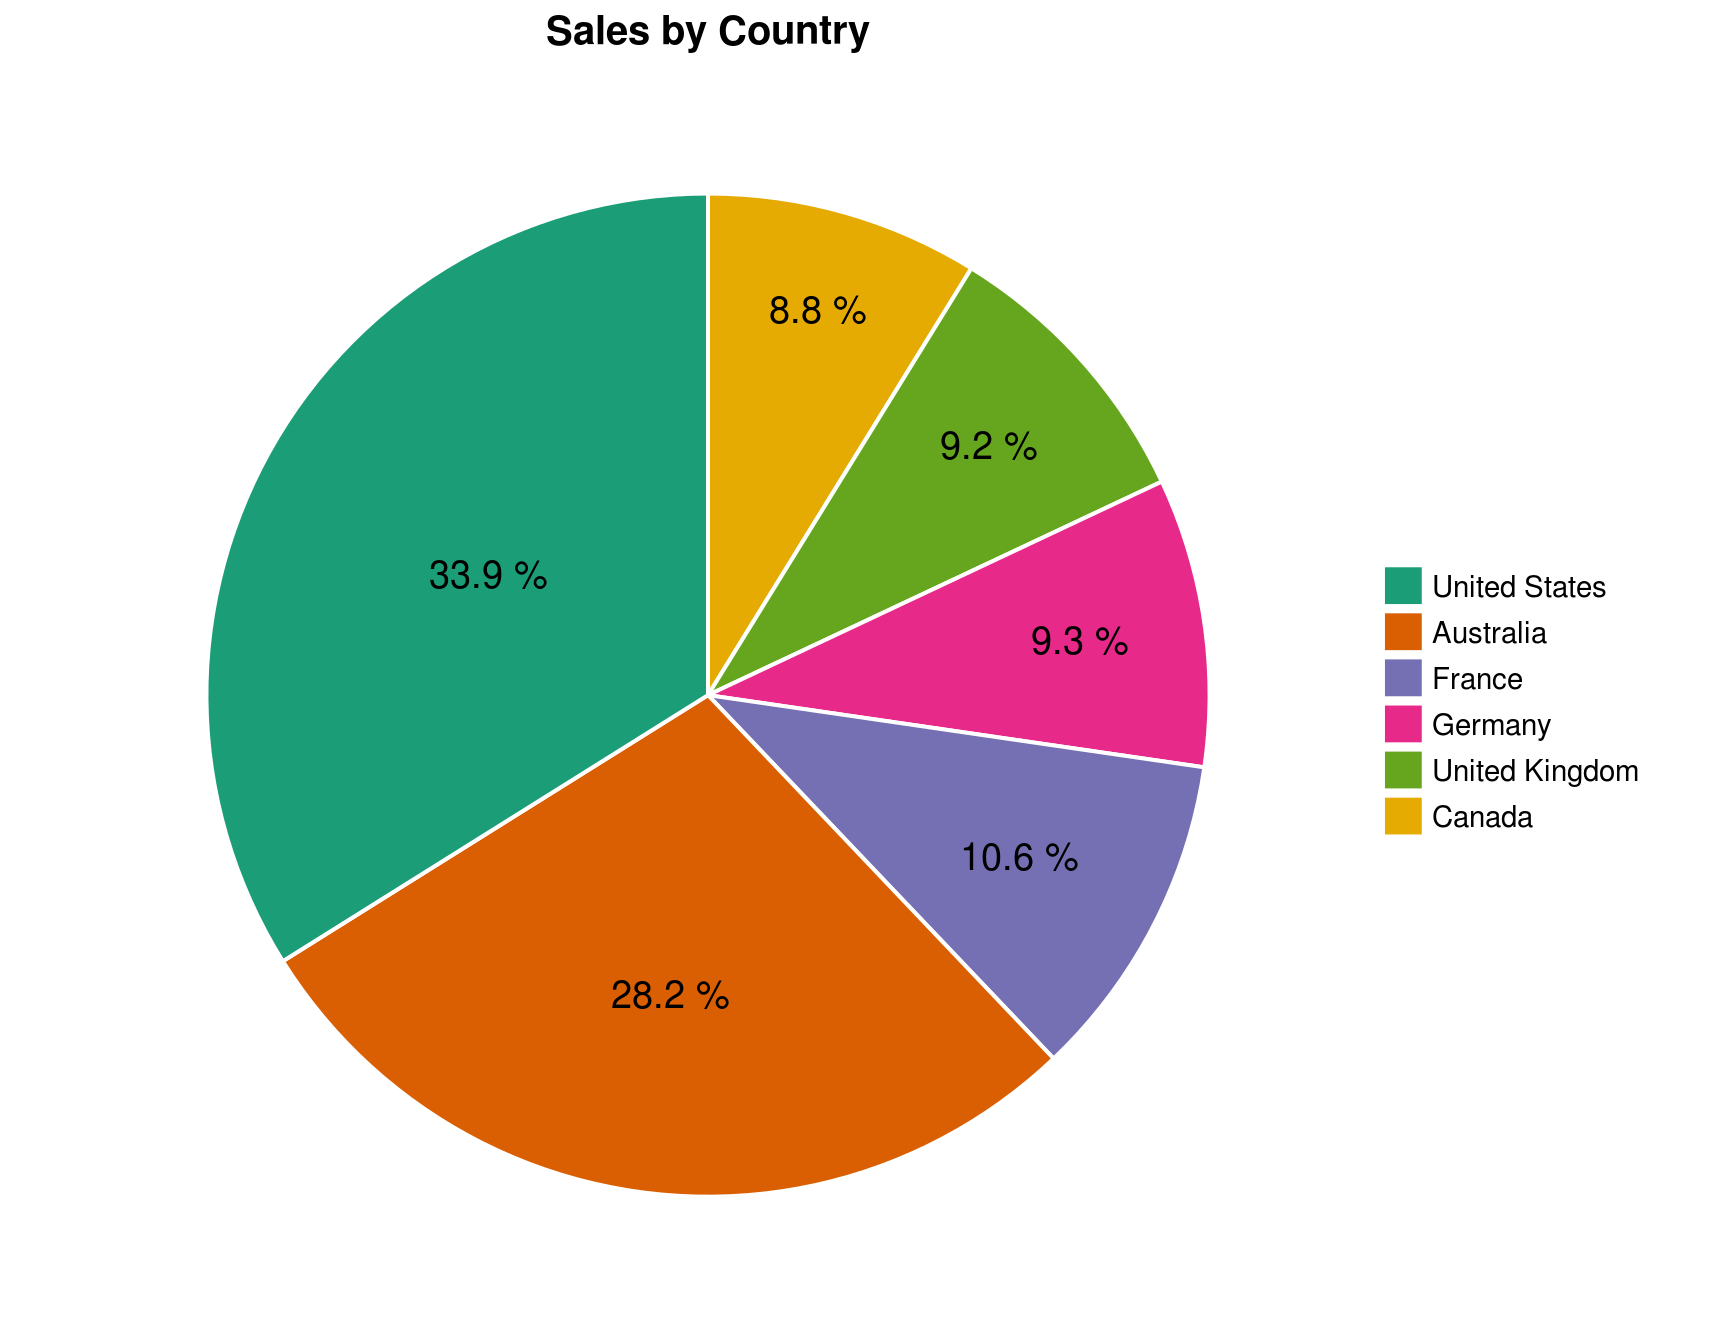 Sales by Country
8.8 %
9.2 %
33.9 %
9.3 %
10.6 %
28.2 %
United States
Australia
France
Germany
United Kingdom
Canada